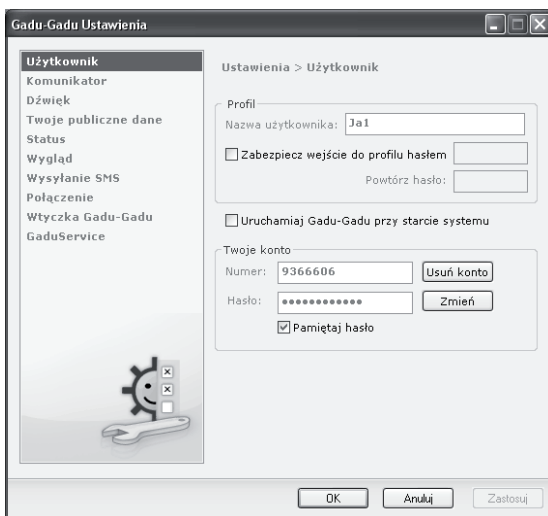 Gadu-Gadu Ustawienia
Użytkownik
Komunikator
Dźwięk
Twoje publiczne dane
Status
Wygląd
Wysyłanie SMS
Połączenie
Wtyczka Gadu-Gadu
GaduService
Ustawienia > Użytkownik
Profil
Nazwa użytkownika: Ja1
Zabezpiecz wejście do profilu hasłem
Powtórz hasło:
Uruchamiaj Gadu-Gadu przy starcie systemu
Twoje konto
Numer: 9366606 Usuń konto
Hasło: ●●●●●●●●●●●● Zmień
Pamiętaj hasło
OK Anuluj Zastosuj